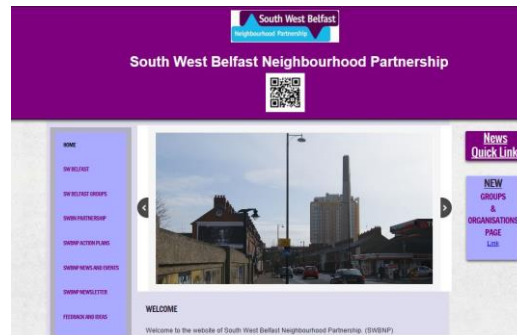 South West Belfast
Neighbourhood Partnership
South West Belfast Neighbourhood Partnership
HOME
SW BELFAST
SW BELFAST GROUPS
SWBN PARTNERSHIP
SWBNP ACTION PLANS
SWBNP NEWS AND EVENTS
SWBNP NEWSLETTER
FEEDBACK AND IDEAS
News
Quick Link
NEW
GROUPS
&
ORGANISATIONS
PAGE
Link
WELCOME
Welcome to the website of South West Belfast Neighbourhood Partnership. (SWBNP)